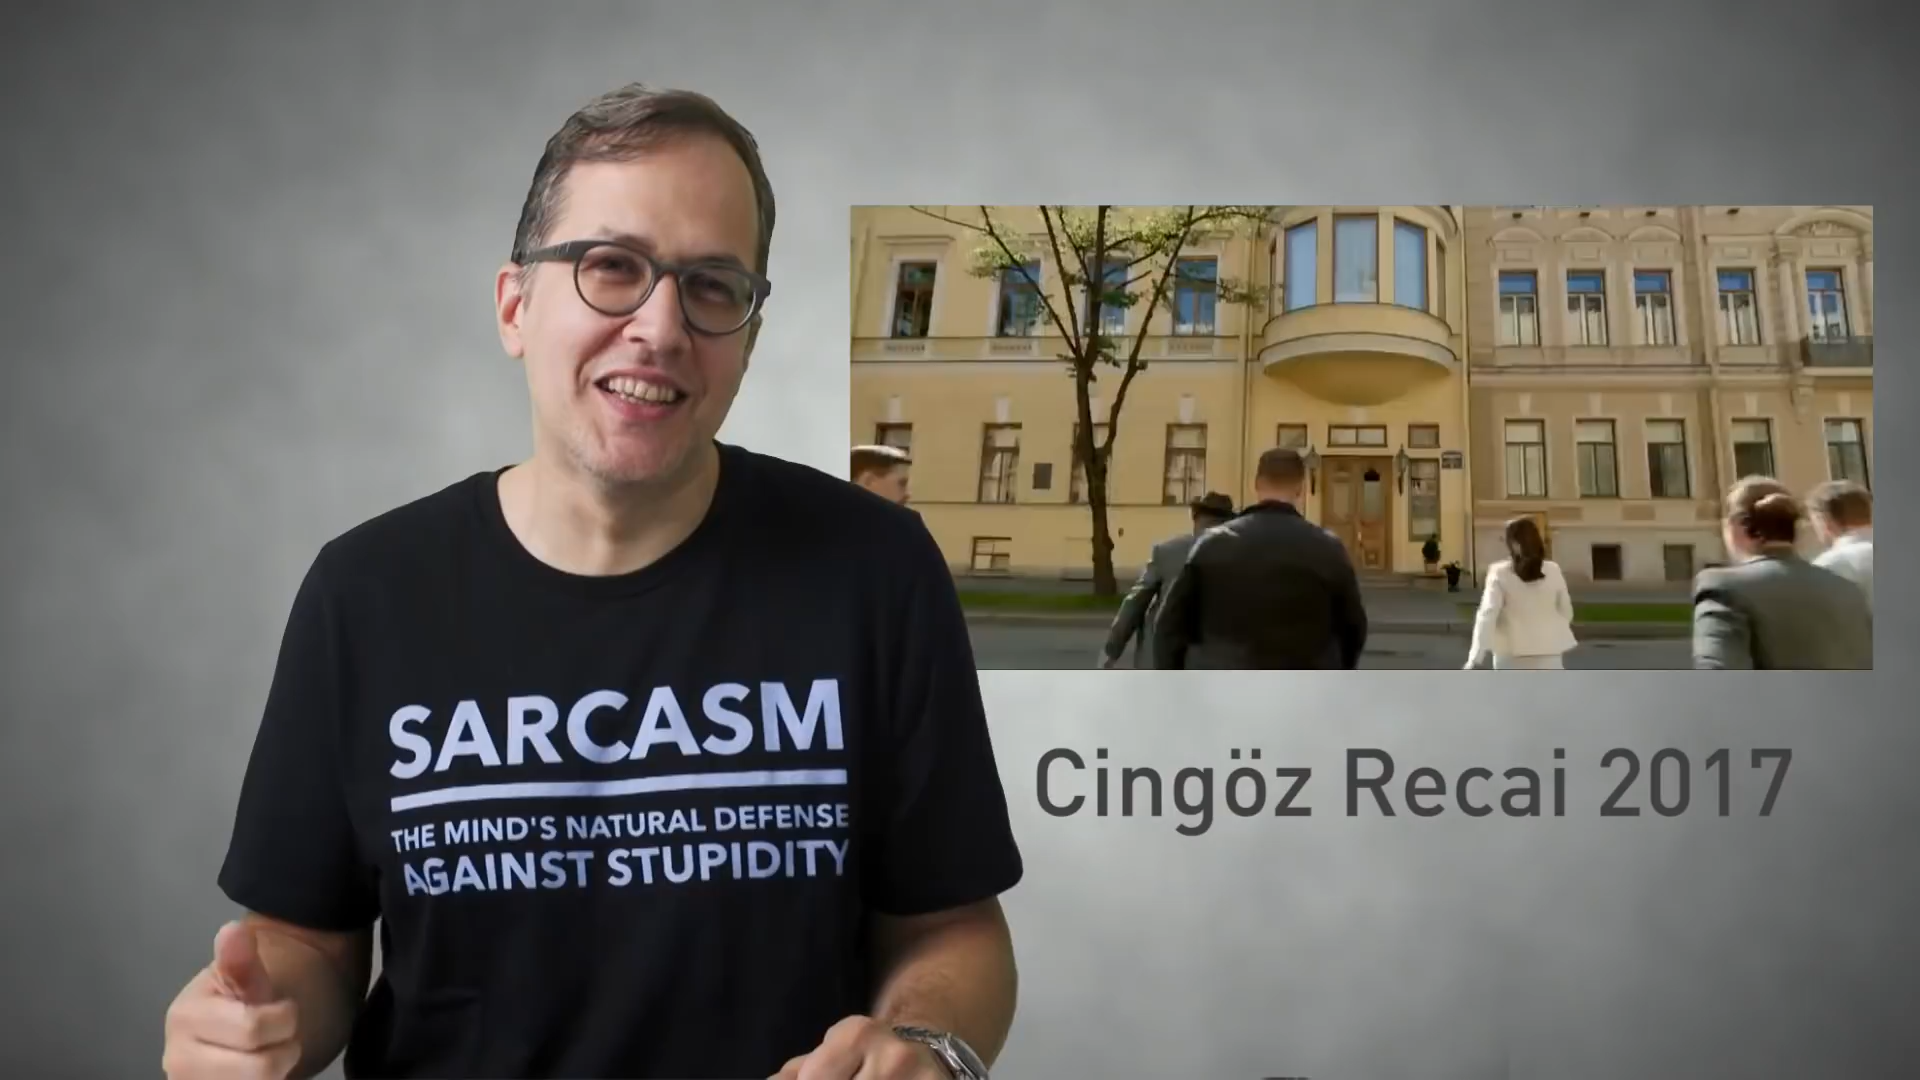 SARCASM
THE MIND'S NATURAL DEFENSE
AGAINST STUPIDITY
Cingöz Recai 2017